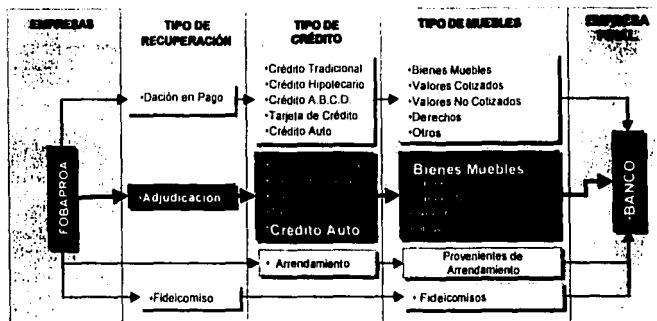 EMPRESAS
TIPO DE
RECUPERACIÓN
TIPO DE
CRÉDITO
TIPO DE MUEBLES
EMPRESA
•Dación en Pago
•Crédito Tradicional
•Crédito Hipotecario
•Crédito A.B.C.D.
•Tarjeta de Crédito
•Crédito Auto
•Bienes Muebles
•Valores Cotizados
•Valores No Cotizados
•Derechos
•Otros
FOBAPROA
•Adjudicación
Crédito Auto
Bienes Muebles
•BANCO
• Arrendamiento
Provenientes de
Arrendamiento
•Fideicomiso
• Fideicomisos